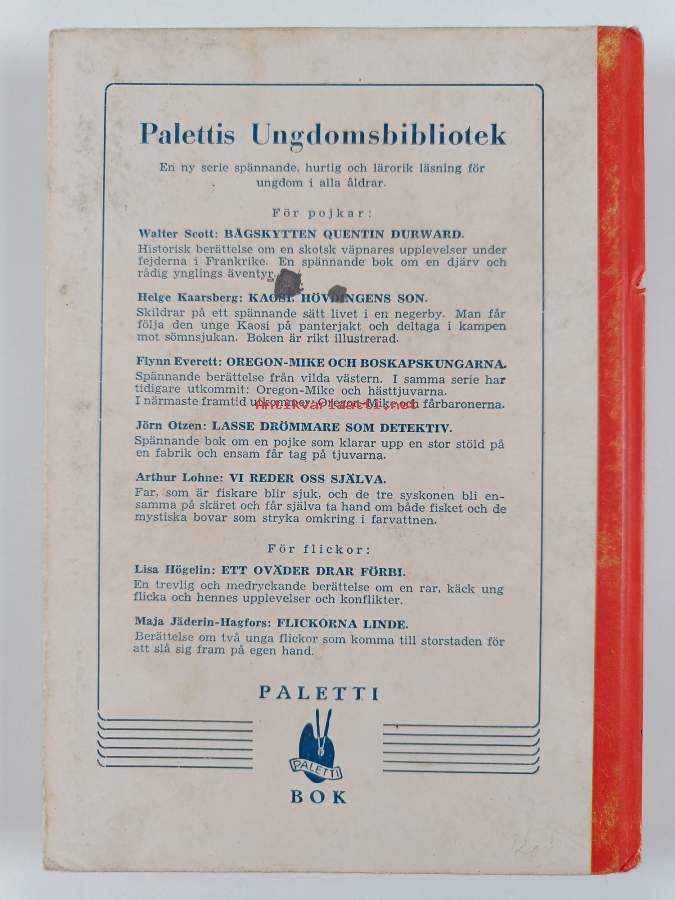 Palettis Ungdomsbibliotek
En ny serie spännande, hurtig och lärorik läsning för
ungdom i alla åldrar.
För pojkar:
Walter Scott: BÅGSKYTTEN QUENTIN DURWARD.
Historisk berättelse om en skotsk väpnares upplevelser under
fejderna i Frankrike. En spännande bok om en djärv och
rådig ynglings äventyr.
Helge Kaarsberg: KAOSI, HÖVDINGENS SON.
Skildrar på ett spännande sätt livet i en negerby. Man får
följa den unge Kaosi på panterjakt och deltaga i kampen
mot sömnsjukan. Boken är rikt illustrerad.
Flynn Everett: OREGON-MIKE OCH BOSKAPSKUNGARNA.
Spännande berättelse från vilda västern. I samma serie har
tidigare utkommit: Oregon-Mike och hästtjuvarna.
I närmaste framtid utkommer: Oregon-Mike och fårbaronerna.
Antikvariaatti.net
Jörn Otzen: LASSE DRÖMMARE SOM DETEKTIV.
Spännande bok om en pojke som klarar upp en stor stöld på
en fabrik och ensam får tag på tjuvarna.
Arthur Lohne: VI REDER OSS SJÄLVA.
Far, som är fiskare blir sjuk, och de tre syskonen bli en-
samma på skäret och får själva ta hand om både fisket och de
mystiska bovar som stryka omkring i farvattnen.
För flickor:
Lisa Högelin: ETT OVÄDER DRAR FÖRBI.
En trevlig och medryckande berättelse om en rar, käck ung
flicka och hennes upplevelser och konflikter.
Maja Jäderin-Hagfors: FLICKORNA LINDE.
Berättelse om två unga flickor som komma till storstaden för
att slå sig fram på egen hand.
PALETTI
PALETTI
BOK